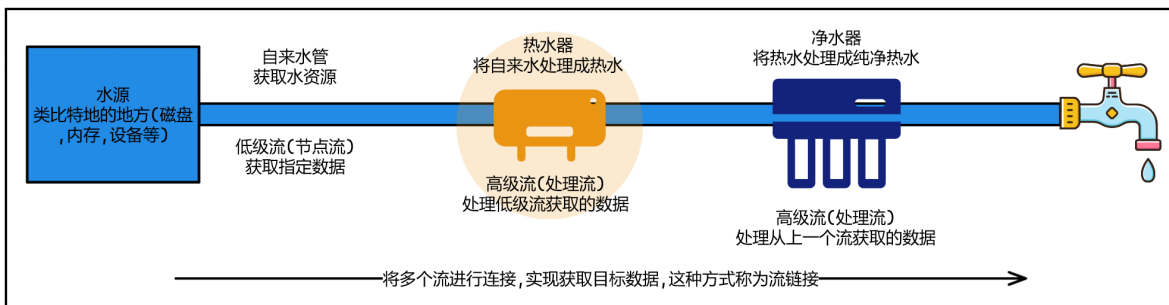 水源
类比特地的地方(磁盘
,内存,设备等)
自来水管
获取水资源
低级流(节点流)
获取指定数据
热水器
将自来水处理成热水
高级流(处理流)
处理低级流获取的数据
净水器
将热水处理成纯净热水
高级流(处理流)
处理从上一个流获取的数据
将多个流进行连接,实现获取目标数据,这种方式称为流链接